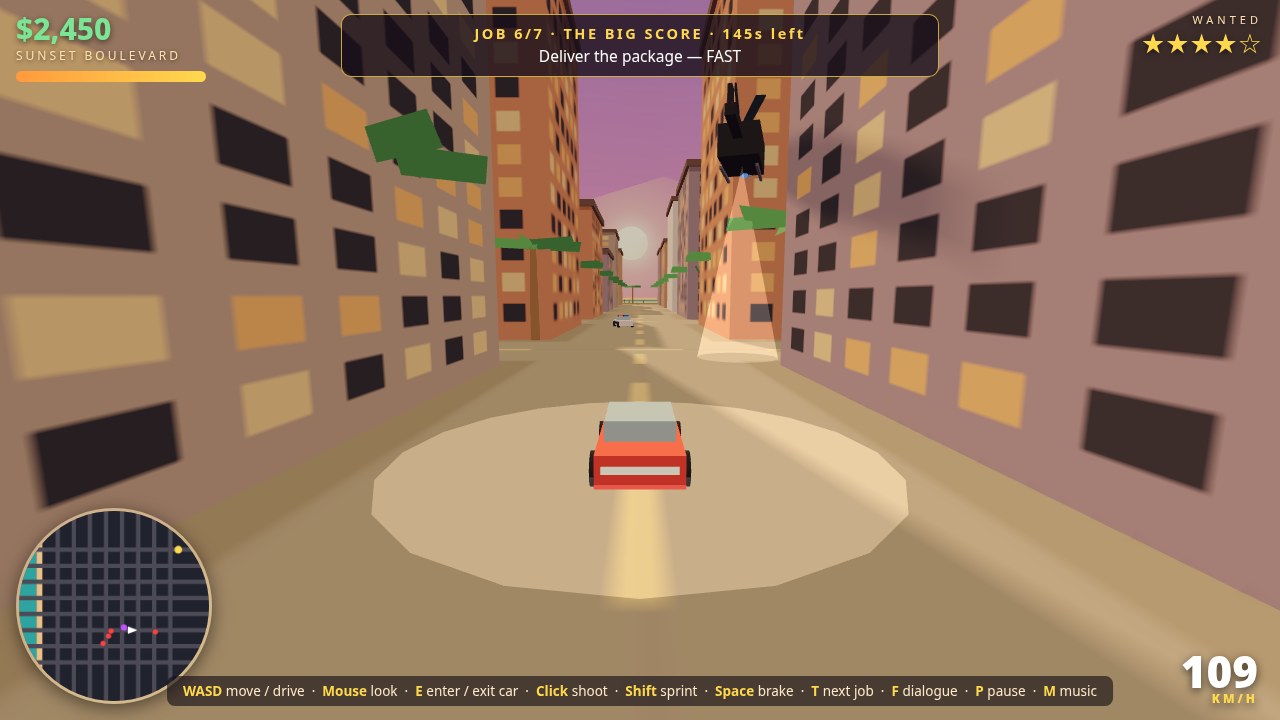 $2,450
SUNSET BOULEVARD
JOB 6/7 · THE BIG SCORE · 145s left
Deliver the package — FAST
WANTED
★★★★☆
109
KM/H
WASD move / drive · Mouse look · E enter / exit car · Click shoot · Shift sprint · Space brake · T next job · F dialogue · P pause · M music